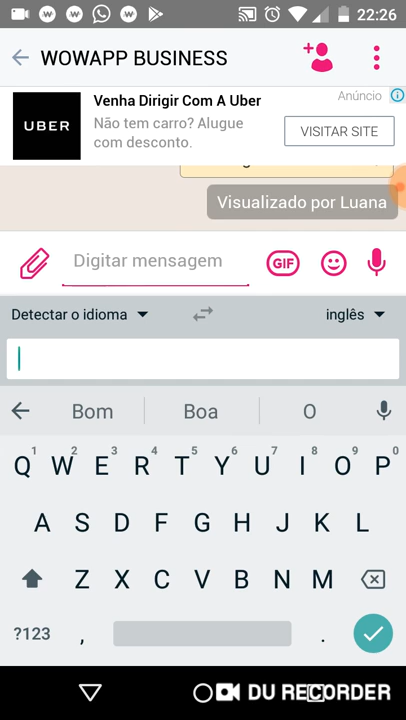 22:26
WOWAPP BUSINESS
Anúncio
Venha Dirigir Com A Uber
UBER
Não tem carro? Alugue
com desconto.
VISITAR SITE
Visualizado por Luana
Digitar mensagem
GIF
Detectar o idioma
inglês
Bom Boa O
1 2 3 4 5 6 7 8 9 0
Q W E R T Y U I O P
A S D F G H J K L
Z X C V B N M
?123 , .
DU RECORDER